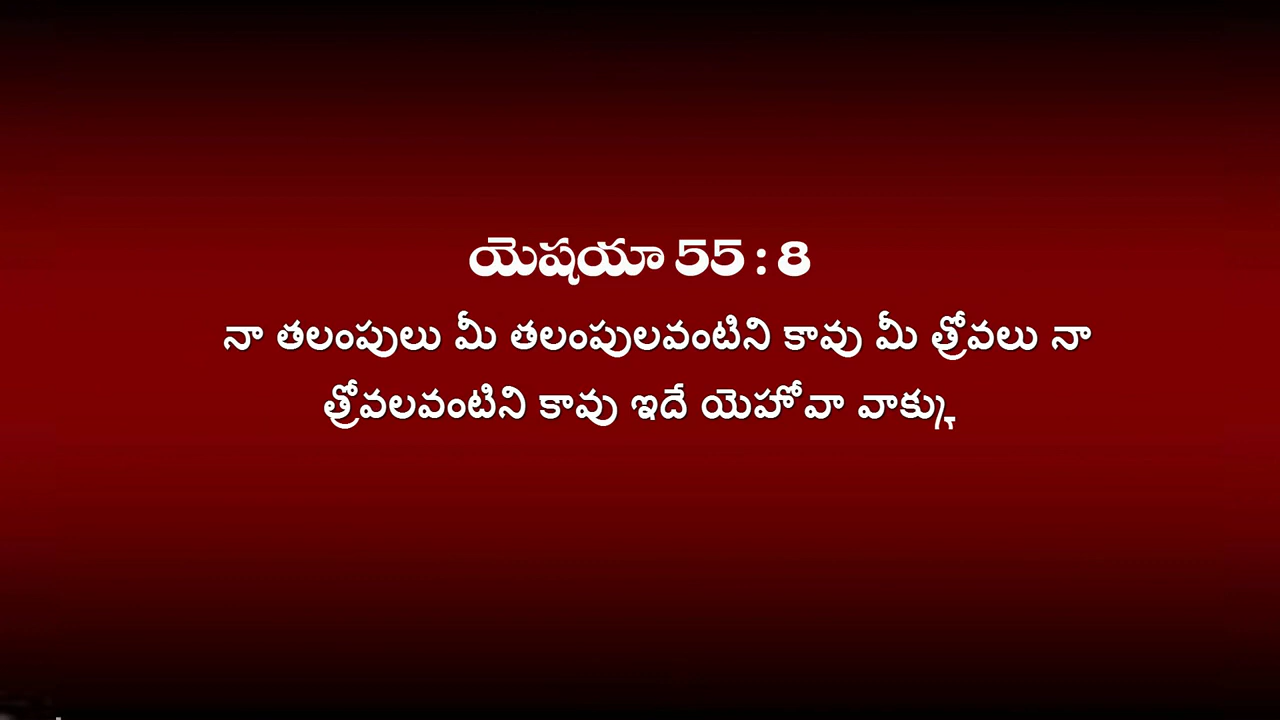 యెషయా 55 : 8
నా తలంపులు మీ తలంపులవంటిని కావు మీ త్రోవలు నా
త్రోవలవంటిని కావు ఇదే యెహోవా వాక్కు